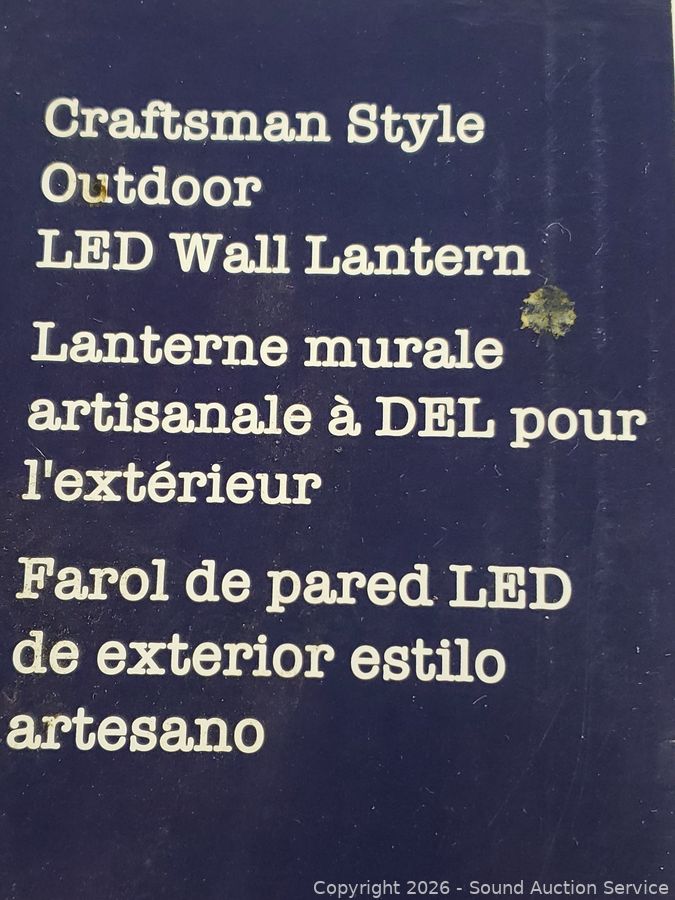 Craftsman Style
Outdoor
LED Wall Lantern
Lanterne murale
artisanale à DEL pour
l'extérieur
Farol de pared LED
de exterior estilo
artesano
Copyright 2026 - Sound Auction Service